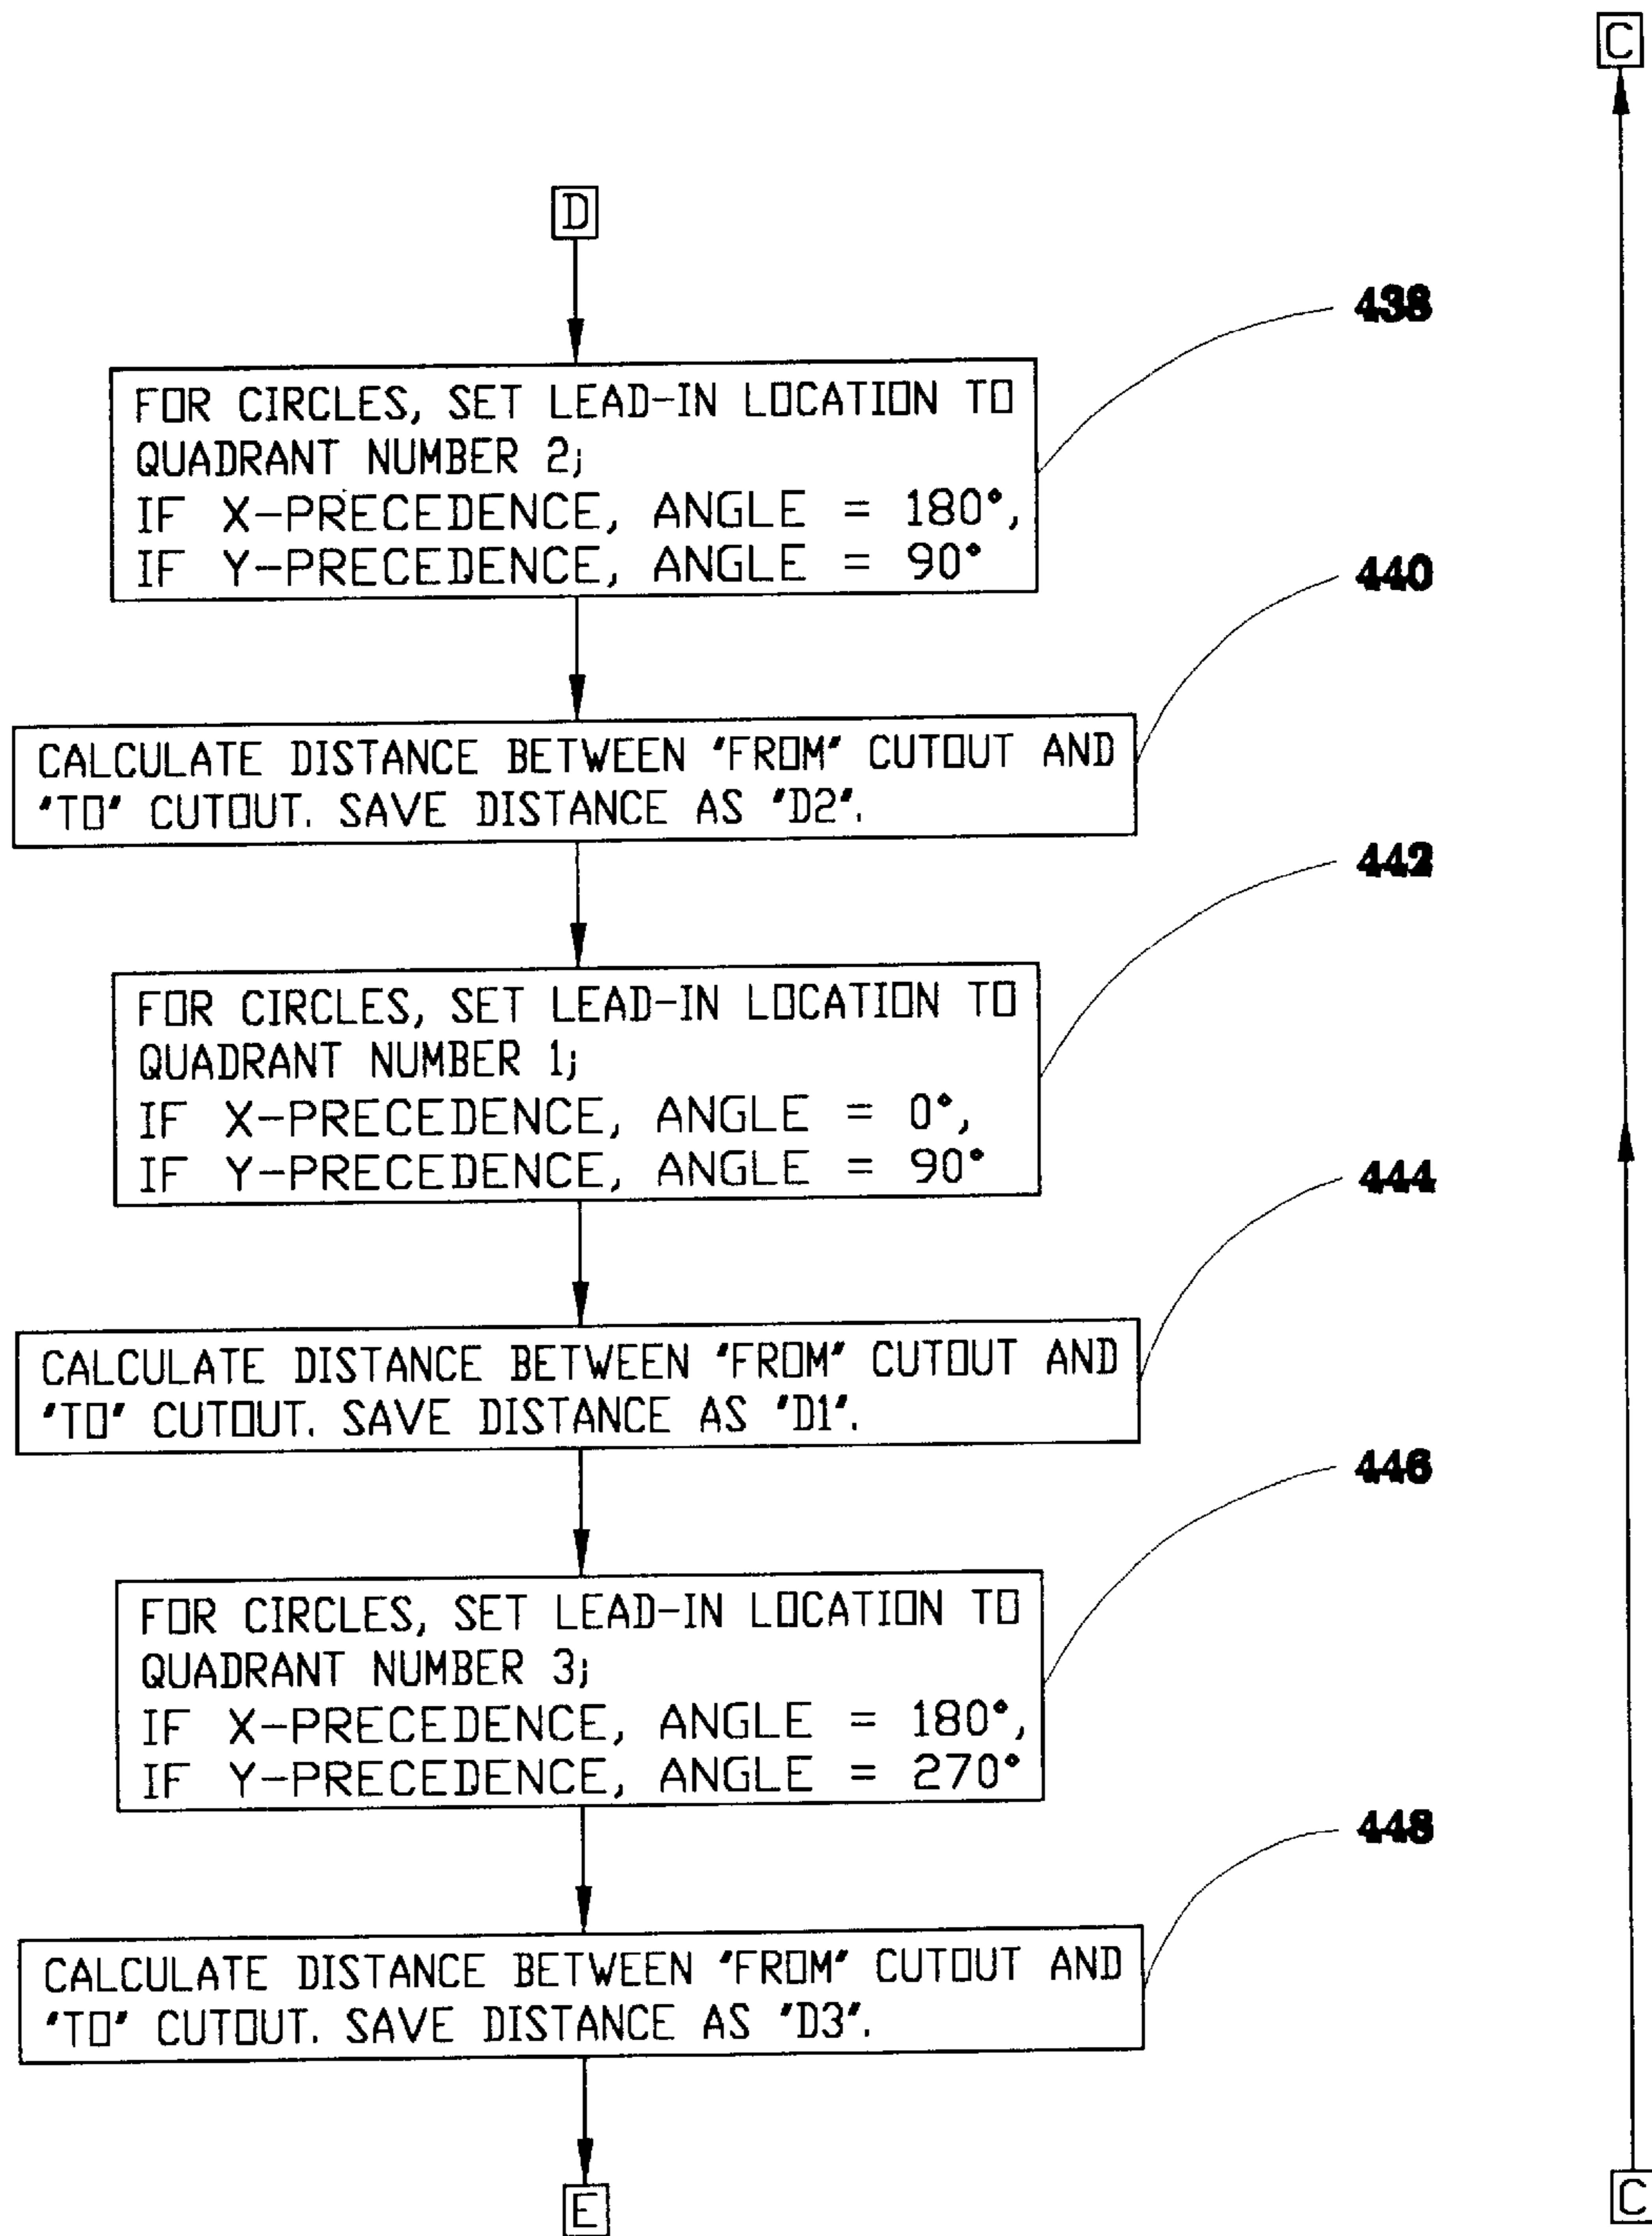 C
D
438
FOR CIRCLES, SET LEAD-IN LOCATION TO
QUADRANT NUMBER 2;
IF X-PRECEDENCE, ANGLE = 180°,
IF Y-PRECEDENCE, ANGLE = 90°
440
CALCULATE DISTANCE BETWEEN "FROM" CUTOUT AND
"TO" CUTOUT. SAVE DISTANCE AS "D2".
442
FOR CIRCLES, SET LEAD-IN LOCATION TO
QUADRANT NUMBER 1;
IF X-PRECEDENCE, ANGLE = 0°,
IF Y-PRECEDENCE, ANGLE = 90°
444
CALCULATE DISTANCE BETWEEN "FROM" CUTOUT AND
"TO" CUTOUT. SAVE DISTANCE AS "D1".
446
FOR CIRCLES, SET LEAD-IN LOCATION TO
QUADRANT NUMBER 3;
IF X-PRECEDENCE, ANGLE = 180°,
IF Y-PRECEDENCE, ANGLE = 270°
448
CALCULATE DISTANCE BETWEEN "FROM" CUTOUT AND
"TO" CUTOUT. SAVE DISTANCE AS "D3".
E
C